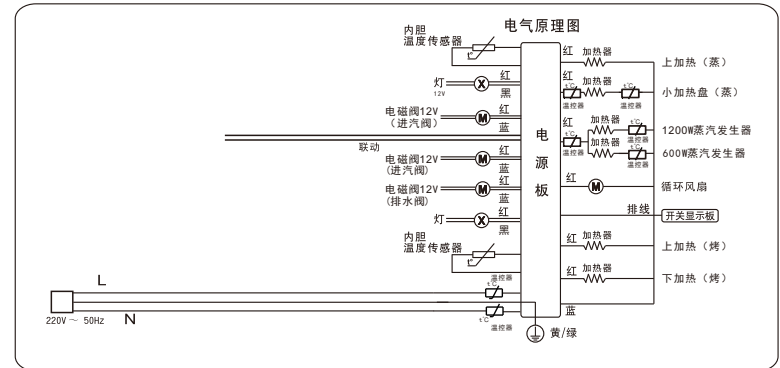 电气原理图
内胆
温度传感器
t°
灯
12V
红
黑
电磁阀12V
（进汽阀）
M
红
蓝
联动
电磁阀12V
(进汽阀)
M
红
蓝
电磁阀12V
(排水阀)
M
红
蓝
灯
X
红
黑
内胆
温度传感器
t°
温控器
t℃
L
220V ～ 50Hz
N
t℃
温控器
电
源
板
红
加热器
上加热（蒸）
红
t℃
温控器
加热器
t℃
温控器
小加热盘（蒸）
红
t℃
温控器
加热器
t℃
温控器
1200W蒸汽发生器
加热器
t℃
温控器
600W蒸汽发生器
红
M
循环风扇
排线
开关显示板
红
加热器
上加热（烤）
红
加热器
下加热（烤）
蓝
黄/绿